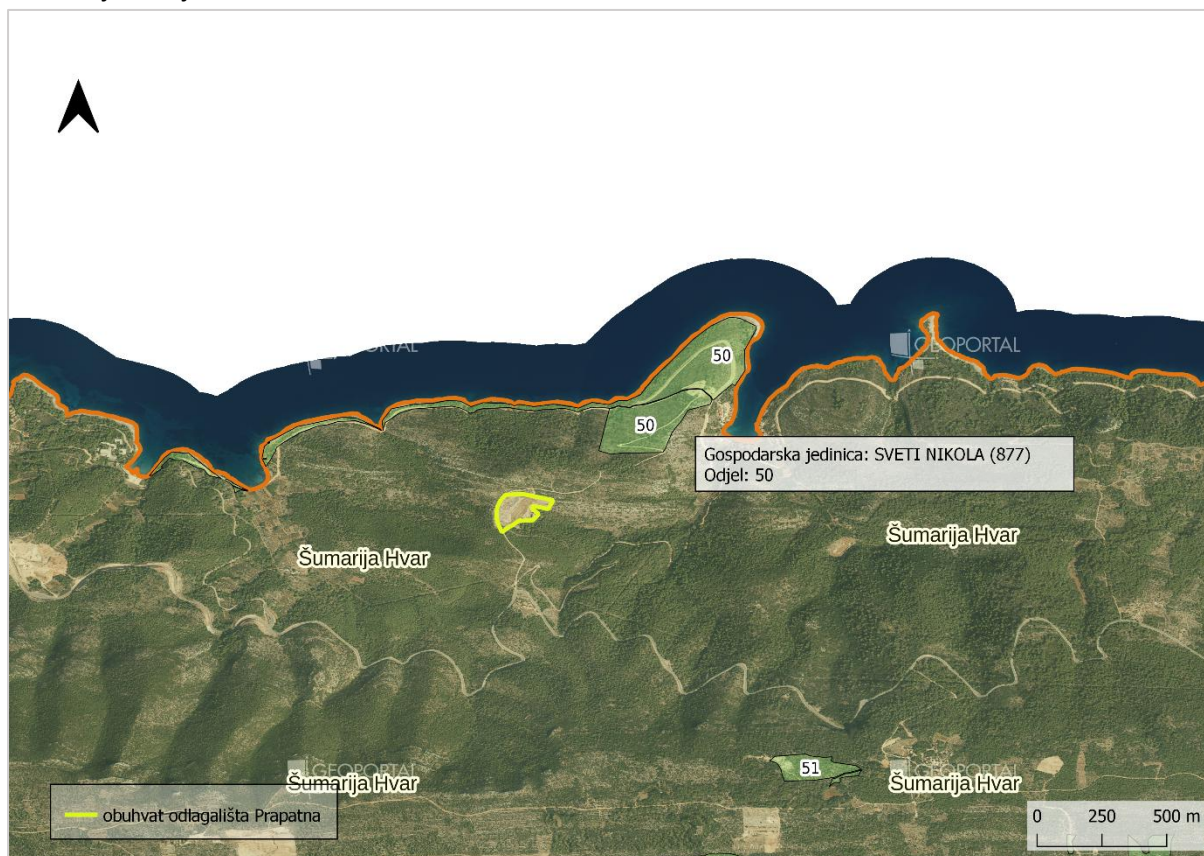 GEOPORTAL
50
50
Gospodarska jedinica: SVETI NIKOLA (877)
Odjel: 50
Šumarija Hvar
Šumarija Hvar
51
GEOPORTAL
Šumarija Hvar
GEOPORTAL
Šumarija Hvar
obuhvat odlagališta Prapatna
0 250 500 m